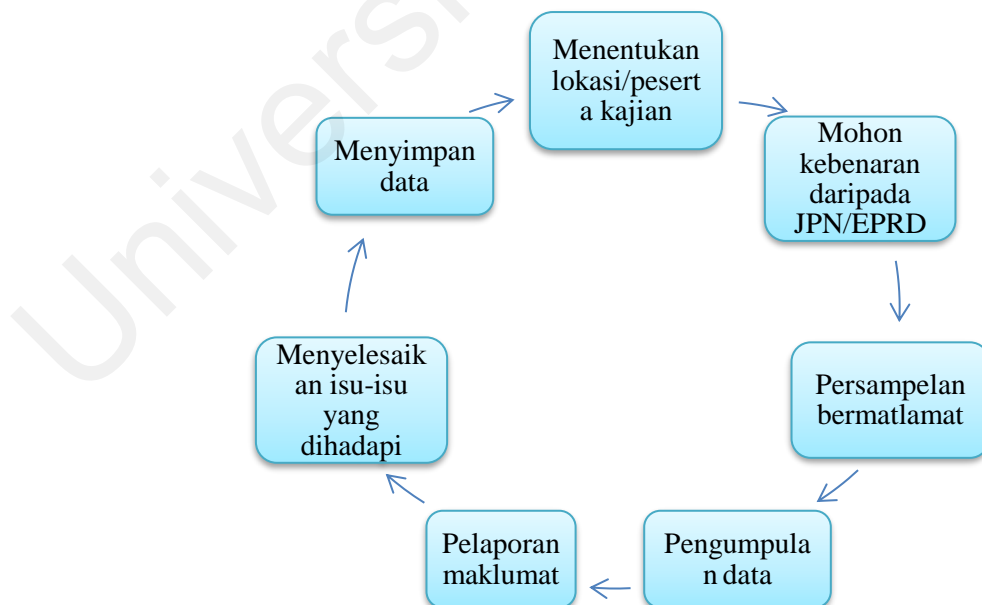 Menentukan
lokasi/pesert
a kajian
Mohon
kebenaran
daripada
JPN/EPRD
Persampelan
bermatlamat
Pengumpula
n data
Pelaporan
maklumat
Menyelesaik
an isu-isu
yang
dihadapi
Menyimpan
data
Universi